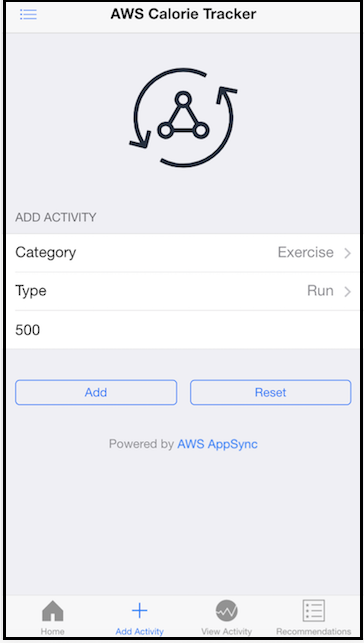 AWS Calorie Tracker
ADD ACTIVITY
Category Exercise
Type Run
500
Add Reset
Powered by AWS AppSync
Home Add Activity View Activity Recommendations